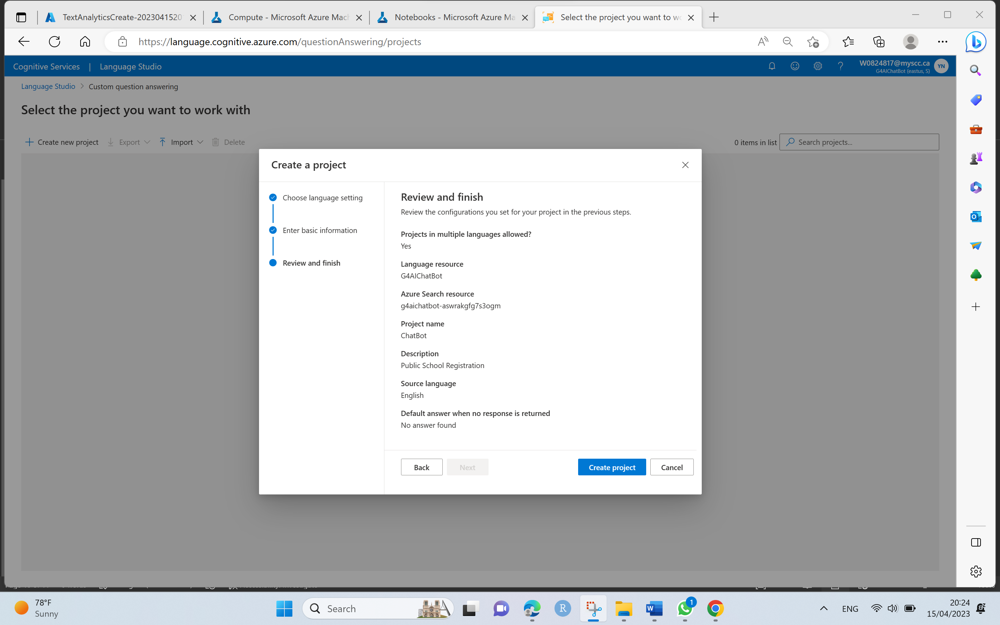 TextAnalyticsCreate-2023041520
Compute - Microsoft Azure Mach
Notebooks - Microsoft Azure Ma
Select the project you want to wo
https://language.cognitive.azure.com/questionAnswering/projects
Cognitive Services | Language Studio
W0824817@myscc.ca
G4AIChatBot (eastus, S)
YN
Language Studio > Custom question answering
Select the project you want to work with
Create new project Export Import Delete
0 items in list Search projects...
Create a project
Choose language setting
Enter basic information
Review and finish
Review and finish
Review the configurations you set for your project in the previous steps.
Projects in multiple languages allowed?
Yes
Language resource
G4AIChatBot
Azure Search resource
g4aichatbot-aswrakgfg7s3ogm
Project name
ChatBot
Description
Public School Registration
Source language
English
Default answer when no response is returned
No answer found
Back Next Create project Cancel
78°F
Sunny
Search
1
ENG
20:24
15/04/2023